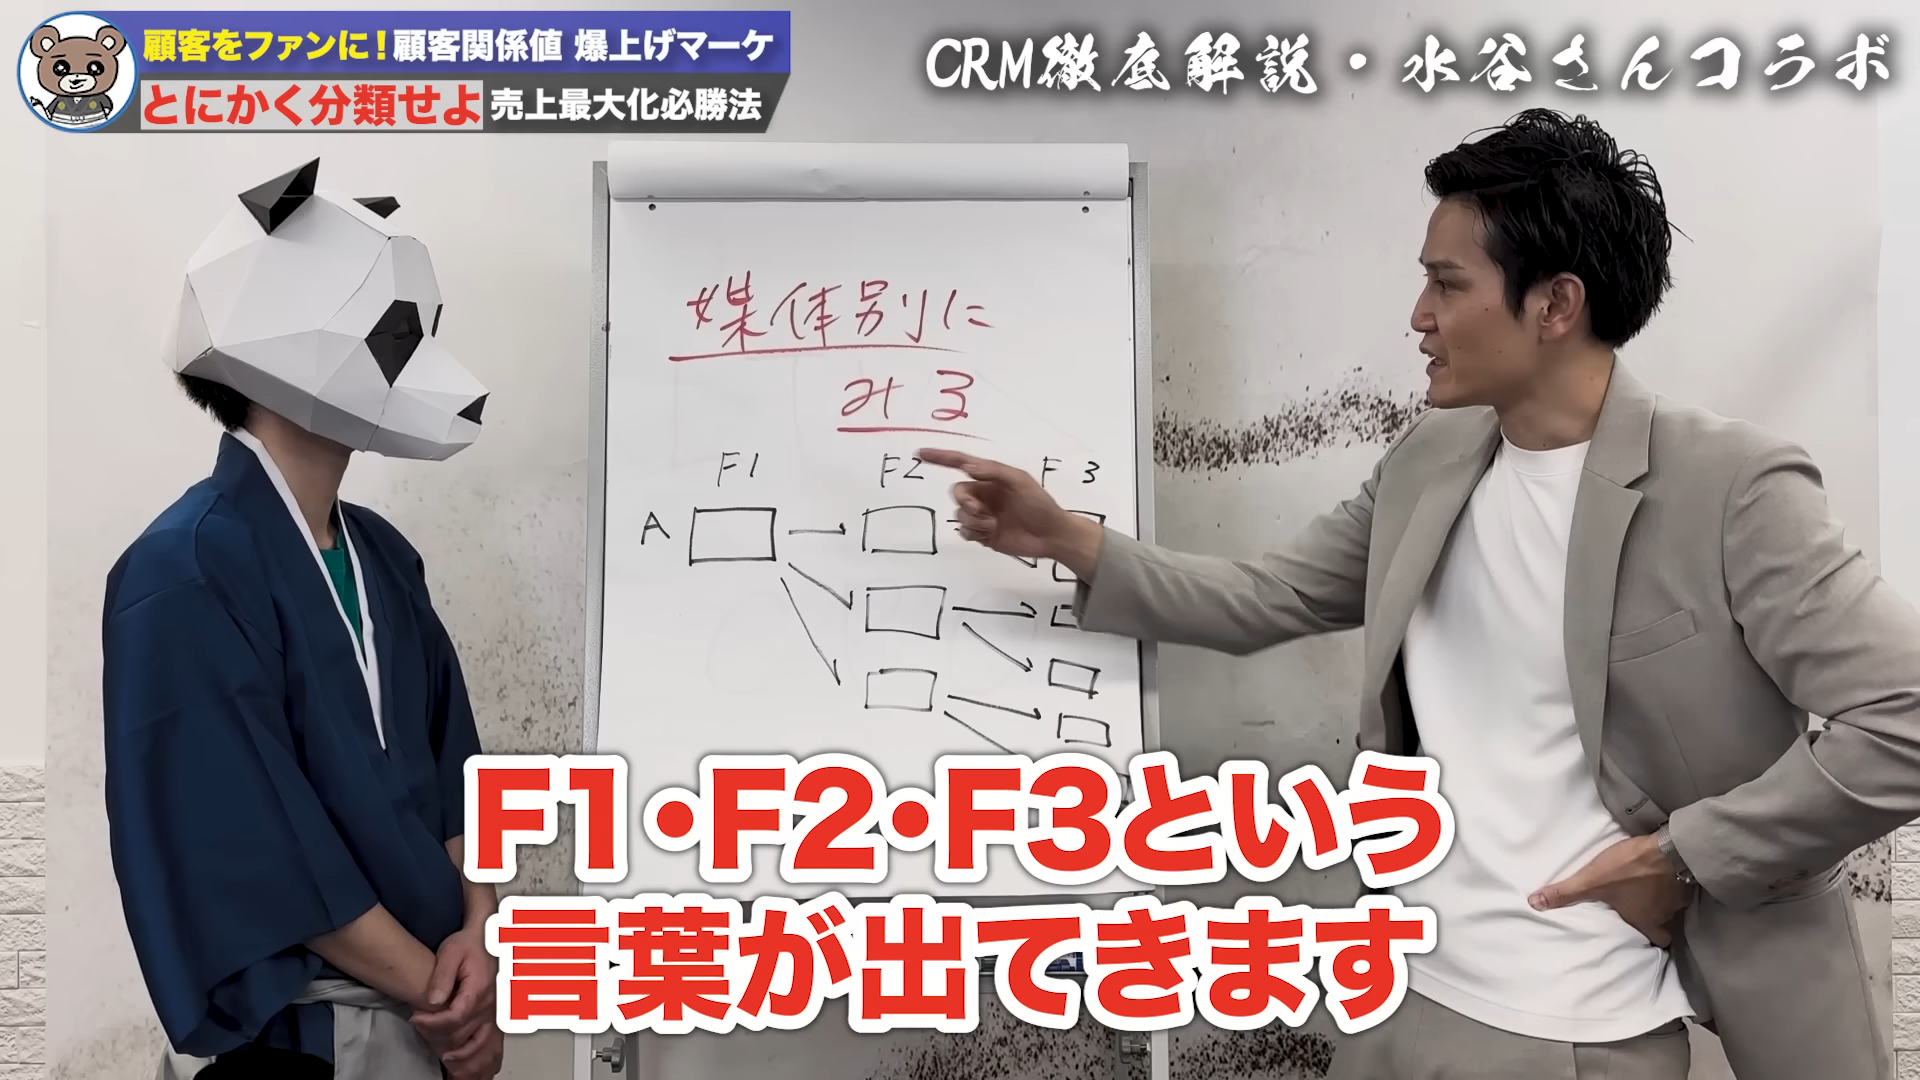 顧客をファンに！顧客関係値 爆上げマーケ
とにかく分類せよ 売上最大化必勝法
CRM徹底解説・水谷さんコラボ
媒体別に
みる
F1 F2 F3
A
F1・F2・F3という
言葉が出てきます